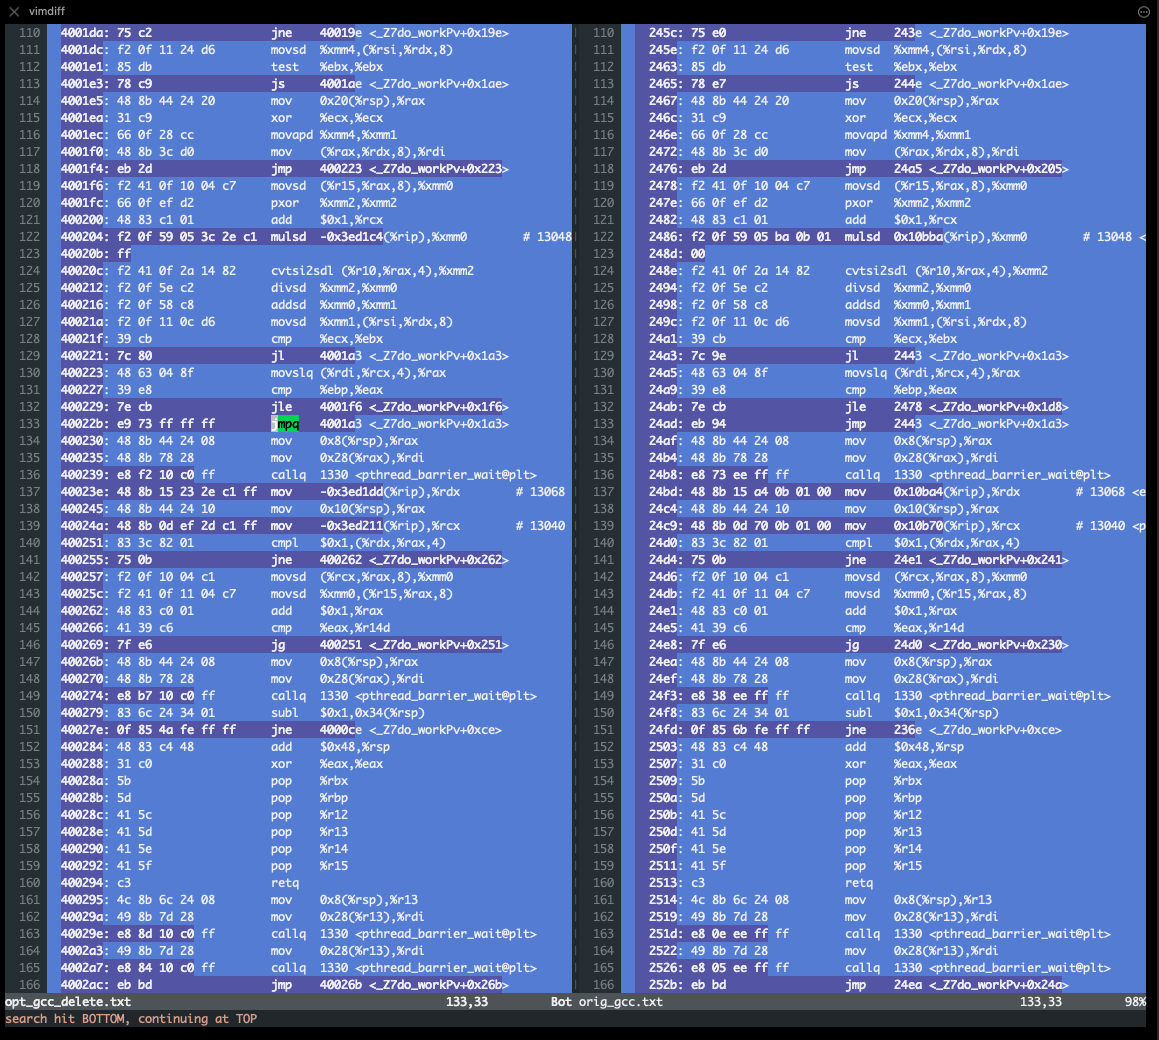 vimdiff
110 4001da: 75 c2 jne 40019e <_Z7do_workPv+0x19e> 110 245c: 75 e0 jne 243e <_Z7do_workPv+0x19e>
111 4001dc: f2 0f 11 24 d6 movsd %xmm4,(%rsi,%rdx,8) 111 245e: f2 0f 11 24 d6 movsd %xmm4,(%rsi,%rdx,8)
112 4001e1: 85 db test %ebx,%ebx 112 2463: 85 db test %ebx,%ebx
113 4001e3: 78 c9 js 4001ae <_Z7do_workPv+0x1ae> 113 2465: 78 e7 js 244e <_Z7do_workPv+0x1ae>
114 4001e5: 48 8b 44 24 20 mov 0x20(%rsp),%rax 114 2467: 48 8b 44 24 20 mov 0x20(%rsp),%rax
115 4001ea: 31 c9 xor %ecx,%ecx 115 246c: 31 c9 xor %ecx,%ecx
116 4001ec: 66 0f 28 cc movapd %xmm4,%xmm1 116 246e: 66 0f 28 cc movapd %xmm4,%xmm1
117 4001f0: 48 8b 3c d0 mov (%rax,%rdx,8),%rdi 117 2472: 48 8b 3c d0 mov (%rax,%rdx,8),%rdi
118 4001f4: eb 2d jmp 400223 <_Z7do_workPv+0x223> 118 2476: eb 2d jmp 24a5 <_Z7do_workPv+0x205>
119 4001f6: f2 41 0f 10 04 c7 movsd (%r15,%rax,8),%xmm0 119 2478: f2 41 0f 10 04 c7 movsd (%r15,%rax,8),%xmm0
120 4001fc: 66 0f ef d2 pxor %xmm2,%xmm2 120 247e: 66 0f ef d2 pxor %xmm2,%xmm2
121 400200: 48 83 c1 01 add $0x1,%rcx 121 2482: 48 83 c1 01 add $0x1,%rcx
122 400204: f2 0f 59 05 3c 2e c1 mulsd -0x3ed1c4(%rip),%xmm0 # 13048 122 2486: f2 0f 59 05 ba 0b 01 mulsd 0x10bba(%rip),%xmm0 # 13048 <
123 40020b: ff 123 248d: 00
124 40020c: f2 41 0f 2a 14 82 cvtsi2sdl (%r10,%rax,4),%xmm2 124 248e: f2 41 0f 2a 14 82 cvtsi2sdl (%r10,%rax,4),%xmm2
125 400212: f2 0f 5e c2 divsd %xmm2,%xmm0 125 2494: f2 0f 5e c2 divsd %xmm2,%xmm0
126 400216: f2 0f 58 c8 addsd %xmm0,%xmm1 126 2498: f2 0f 58 c8 addsd %xmm0,%xmm1
127 40021a: f2 0f 11 0c d6 movsd %xmm1,(%rsi,%rdx,8) 127 249c: f2 0f 11 0c d6 movsd %xmm1,(%rsi,%rdx,8)
128 40021f: 39 cb cmp %ecx,%ebx 128 24a1: 39 cb cmp %ecx,%ebx
129 400221: 7c 80 jl 4001a3 <_Z7do_workPv+0x1a3> 129 24a3: 7c 9e jl 2443 <_Z7do_workPv+0x1a3>
130 400223: 48 63 04 8f movslq (%rdi,%rcx,4),%rax 130 24a5: 48 63 04 8f movslq (%rdi,%rcx,4),%rax
131 400227: 39 e8 cmp %ebp,%eax 131 24a9: 39 e8 cmp %ebp,%eax
132 400229: 7e cb jle 4001f6 <_Z7do_workPv+0x1f6> 132 24ab: 7e cb jle 2478 <_Z7do_workPv+0x1d8>
133 40022b: e9 73 ff ff ff jmpq 4001a3 <_Z7do_workPv+0x1a3> 133 24ad: eb 94 jmp 2443 <_Z7do_workPv+0x1a3>
134 400230: 48 8b 44 24 08 mov 0x8(%rsp),%rax 134 24af: 48 8b 44 24 08 mov 0x8(%rsp),%rax
135 400235: 48 8b 78 28 mov 0x28(%rax),%rdi 135 24b4: 48 8b 78 28 mov 0x28(%rax),%rdi
136 400239: e8 f2 10 c0 ff callq 1330 <pthread_barrier_wait@plt> 136 24b8: e8 73 ee ff ff callq 1330 <pthread_barrier_wait@plt>
137 40023e: 48 8b 15 23 2e c1 ff mov -0x3ed1dd(%rip),%rdx # 13068 137 24bd: 48 8b 15 a4 0b 01 00 mov 0x10ba4(%rip),%rdx # 13068 <e
138 400245: 48 8b 44 24 10 mov 0x10(%rsp),%rax 138 24c4: 48 8b 44 24 10 mov 0x10(%rsp),%rax
139 40024a: 48 8b 0d ef 2d c1 ff mov -0x3ed211(%rip),%rcx # 13040 139 24c9: 48 8b 0d 70 0b 01 00 mov 0x10b70(%rip),%rcx # 13040 <p
140 400251: 83 3c 82 01 cmpl $0x1,(%rdx,%rax,4) 140 24d0: 83 3c 82 01 cmpl $0x1,(%rdx,%rax,4)
141 400255: 75 0b jne 400262 <_Z7do_workPv+0x262> 141 24d4: 75 0b jne 24e1 <_Z7do_workPv+0x241>
142 400257: f2 0f 10 04 c1 movsd (%rcx,%rax,8),%xmm0 142 24d6: f2 0f 10 04 c1 movsd (%rcx,%rax,8),%xmm0
143 40025c: f2 41 0f 11 04 c7 movsd %xmm0,(%r15,%rax,8) 143 24db: f2 41 0f 11 04 c7 movsd %xmm0,(%r15,%rax,8)
144 400262: 48 83 c0 01 add $0x1,%rax 144 24e1: 48 83 c0 01 add $0x1,%rax
145 400266: 41 39 c6 cmp %eax,%r14d 145 24e5: 41 39 c6 cmp %eax,%r14d
146 400269: 7f e6 jg 400251 <_Z7do_workPv+0x251> 146 24e8: 7f e6 jg 24d0 <_Z7do_workPv+0x230>
147 40026b: 48 8b 44 24 08 mov 0x8(%rsp),%rax 147 24ea: 48 8b 44 24 08 mov 0x8(%rsp),%rax
148 400270: 48 8b 78 28 mov 0x28(%rax),%rdi 148 24ef: 48 8b 78 28 mov 0x28(%rax),%rdi
149 400274: e8 b7 10 c0 ff callq 1330 <pthread_barrier_wait@plt> 149 24f3: e8 38 ee ff ff callq 1330 <pthread_barrier_wait@plt>
150 400279: 83 6c 24 34 01 subl $0x1,0x34(%rsp) 150 24f8: 83 6c 24 34 01 subl $0x1,0x34(%rsp)
151 40027e: 0f 85 4a fe ff ff jne 4000ce <_Z7do_workPv+0xce> 151 24fd: 0f 85 6b fe ff ff jne 236e <_Z7do_workPv+0xce>
152 400284: 48 83 c4 48 add $0x48,%rsp 152 2503: 48 83 c4 48 add $0x48,%rsp
153 400288: 31 c0 xor %eax,%eax 153 2507: 31 c0 xor %eax,%eax
154 40028a: 5b pop %rbx 154 2509: 5b pop %rbx
155 40028b: 5d pop %rbp 155 250a: 5d pop %rbp
156 40028c: 41 5c pop %r12 156 250b: 41 5c pop %r12
157 40028e: 41 5d pop %r13 157 250d: 41 5d pop %r13
158 400290: 41 5e pop %r14 158 250f: 41 5e pop %r14
159 400292: 41 5f pop %r15 159 2511: 41 5f pop %r15
160 400294: c3 retq 160 2513: c3 retq
161 400295: 4c 8b 6c 24 08 mov 0x8(%rsp),%r13 161 2514: 4c 8b 6c 24 08 mov 0x8(%rsp),%r13
162 40029a: 49 8b 7d 28 mov 0x28(%r13),%rdi 162 2519: 49 8b 7d 28 mov 0x28(%r13),%rdi
163 40029e: e8 8d 10 c0 ff callq 1330 <pthread_barrier_wait@plt> 163 251d: e8 0e ee ff ff callq 1330 <pthread_barrier_wait@plt>
164 4002a3: 49 8b 7d 28 mov 0x28(%r13),%rdi 164 2522: 49 8b 7d 28 mov 0x28(%r13),%rdi
165 4002a7: e8 84 10 c0 ff callq 1330 <pthread_barrier_wait@plt> 165 2526: e8 05 ee ff ff callq 1330 <pthread_barrier_wait@plt>
166 4002ac: eb bd jmp 40026b <_Z7do_workPv+0x26b> 166 252b: eb bd jmp 24ea <_Z7do_workPv+0x24a>
opt_gcc_delete.txt 133,33 Bot orig_gcc.txt 133,33 98%
search hit BOTTOM, continuing at TOP